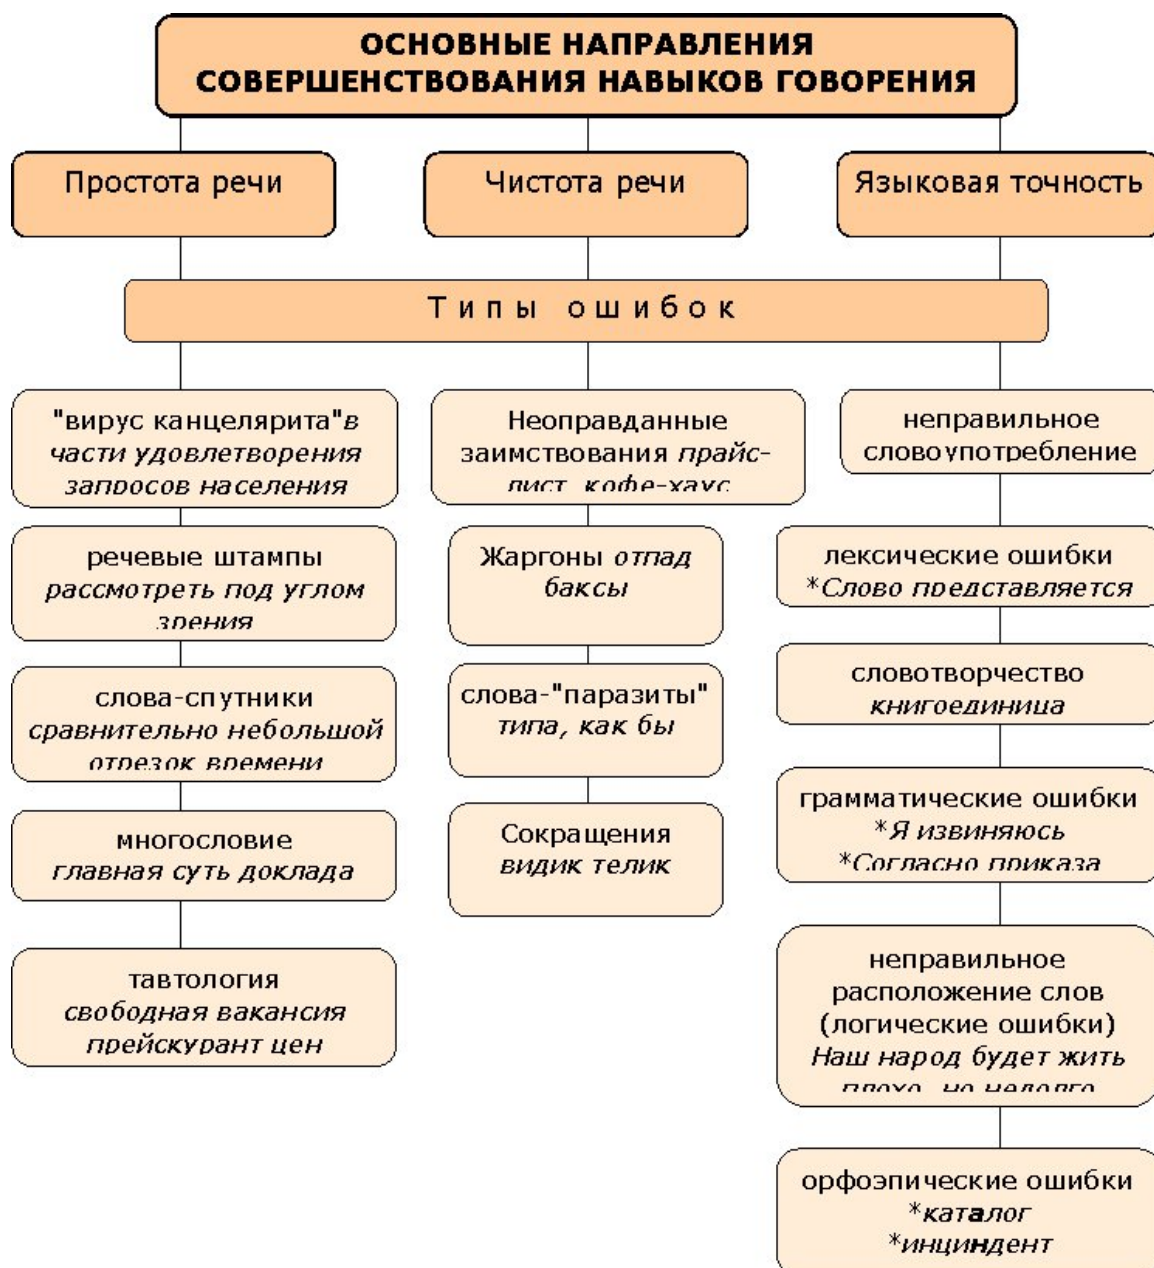 ОСНОВНЫЕ НАПРАВЛЕНИЯ
СОВЕРШЕНСТВОВАНИЯ НАВЫКОВ ГОВОРЕНИЯ
Простота речи
Чистота речи
Языковая точность
Типы ошибок
"вирус канцелярита"в
части удовлетворения
запросов населения
речевые штампы
рассмотреть под углом
зрения
слова-спутники
сравнительно небольшой
отрезок времени
многословие
главная суть доклада
тавтология
свободная вакансия
прейскурант цен
Неоправданные
заимствования прайс-
лист, кофе-хаус
Жаргоны отпад
баксы
слова-"паразиты"
типа, как бы
Сокращения
видик телик
неправильное
словоупотребление
лексические ошибки
*Слово представляется
словотворчество
книгоединица
грамматические ошибки
*Я извиняюсь
*Согласно приказа
неправильное
расположение слов
(логические ошибки)
Наш народ будет жить
плохо, но недолго
орфоэпические ошибки
*каталог
*инциндент